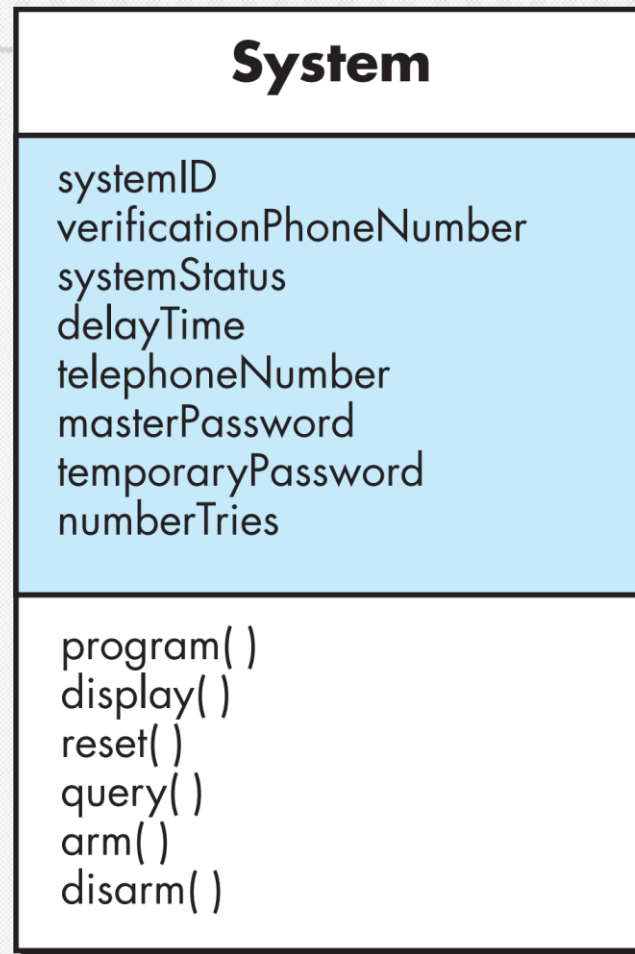 System
systemID
verificationPhoneNumber
systemStatus
delayTime
telephoneNumber
masterPassword
temporaryPassword
numberTries
program( )
display( )
reset( )
query( )
arm( )
disarm( )